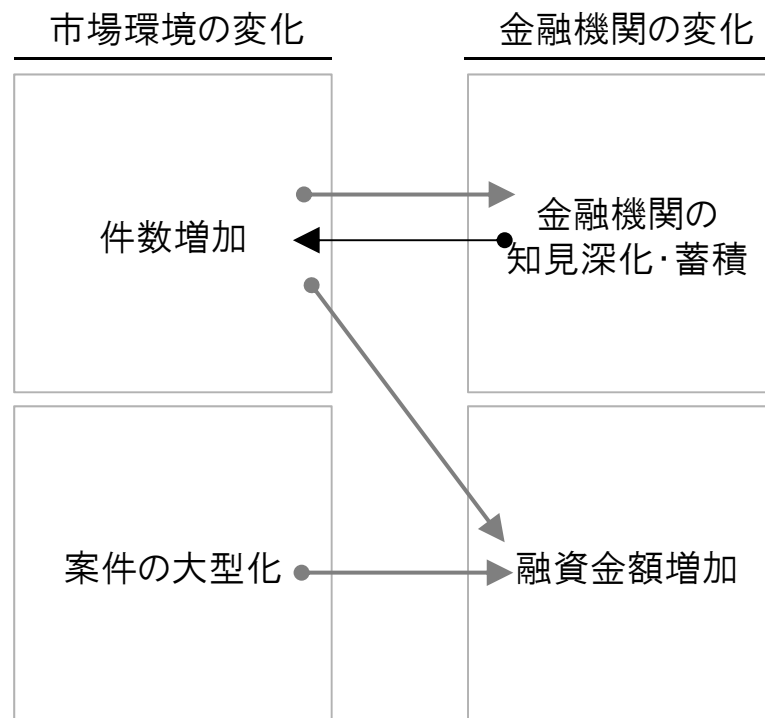 市場環境の変化
金融機関の変化
件数増加
金融機関の
知見深化・蓄積
案件の大型化
融資金額増加